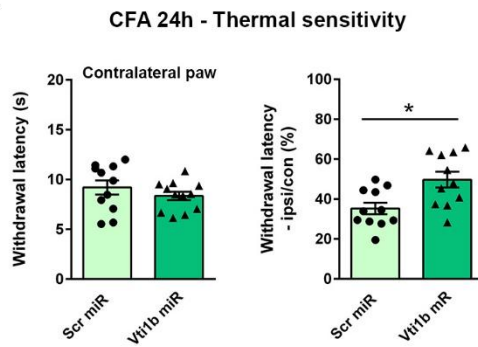 CFA 24h - Thermal sensitivity
Contralateral paw
Withdrawal latency (s)
20
15
10
5
0
Scr miR
Vti1b miR
Withdrawal latency
- ipsi/con (%)
100
80
60
40
20
0
*
Scr miR
Vti1b mR